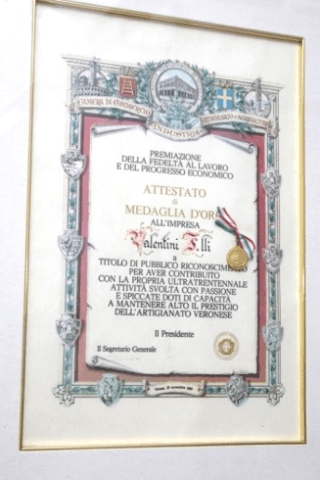 CAMERA DI COMMERCIO
INDUSTRIA
PREMIAZIONE
DELLA FEDELTÀ AL LAVORO
E DEL PROGRESSO ECONOMICO
ATTESTATO
di
MEDAGLIA D'ORO
ALL'IMPRESA
Valentini F.lli
a
TITOLO DI PUBBLICO RICONOSCIMENTO
PER AVER CONTRIBUITO
CON LA PROPRIA ULTRATRENTENNALE
ATTIVITÀ SVOLTA CON PASSIONE
E SPICCATE DOTI DI CAPACITÀ
A MANTENERE ALTO IL PRESTIGIO
DELL'ARTIGIANATO VERONESE
Il Presidente
Il Segretario Generale